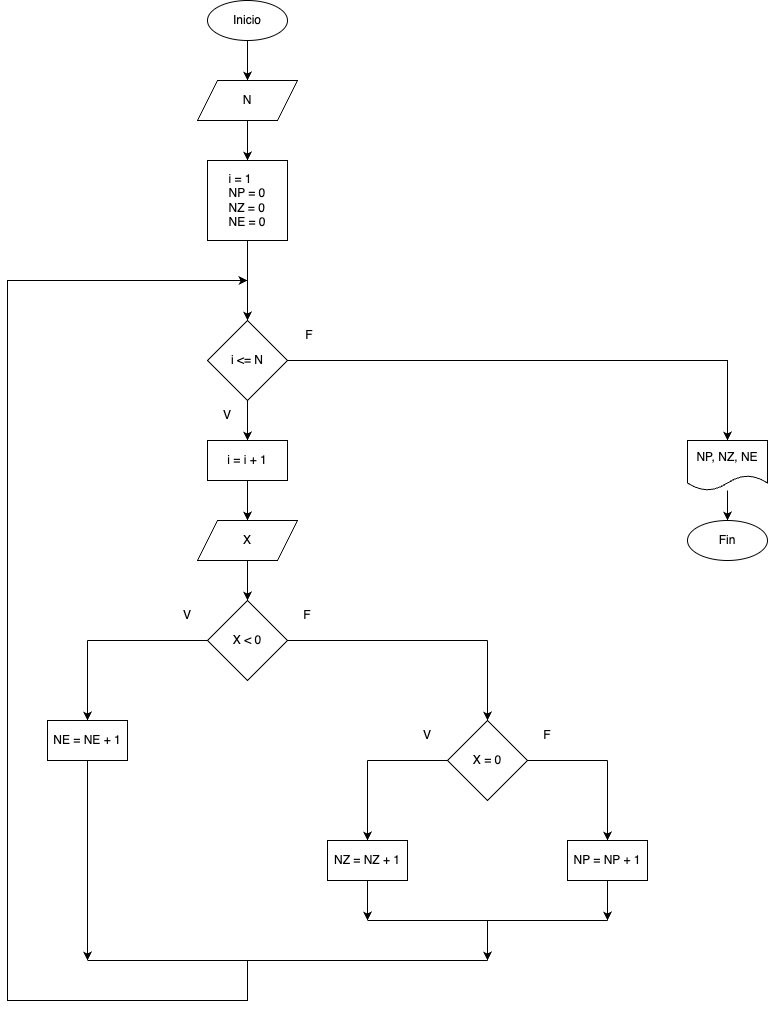 Inicio
N
i = 1
NP = 0
NZ = 0
NE = 0
F
i <= N
V
NP, NZ, NE
i = i + 1
X
Fin
V
F
X < 0
V
F
NE = NE + 1
X = 0
NZ = NZ + 1
NP = NP + 1